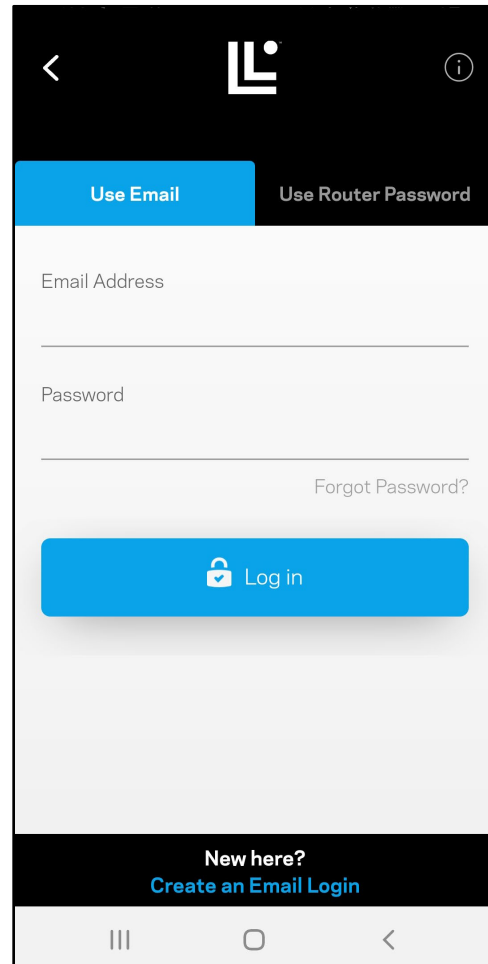 Use Email
Use Router Password
Email Address
Password
Forgot Password?
Log in
New here?
Create an Email Login